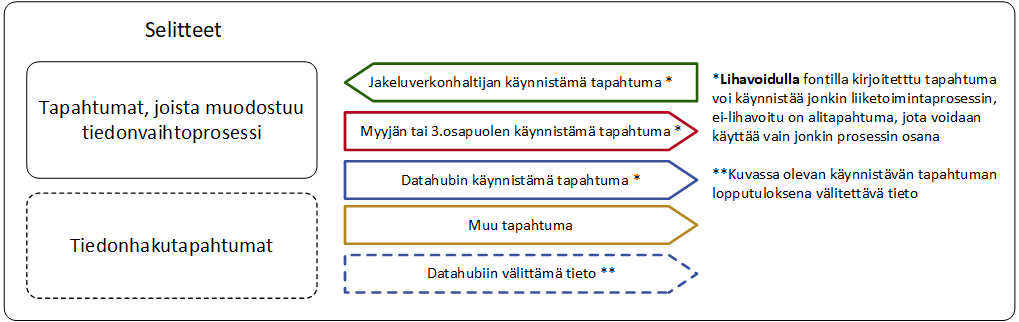 Selitteet
Tapahtumat, joista muodostuu
tiedonvaihtoprosessi
Tiedonhakutapahtumat
Jakeluverkonhaltijan käynnistämä tapahtuma *
Myyjän tai 3.osapuolen käynnistämä tapahtuma *
Datahubin käynnistämä tapahtuma *
Muu tapahtuma
Datahubiin välittämä tieto **
*Lihavoidulla fontilla kirjoitetttu tapahtuma
voi käynnistää jonkin liiketoimintaprosessin,
ei-lihavoitu on alitapahtuma, jota voidaan
käyttää vain jonkin prosessin osana
**Kuvassa olevan käynnistävän tapahtuman
lopputuloksena välitettävä tieto